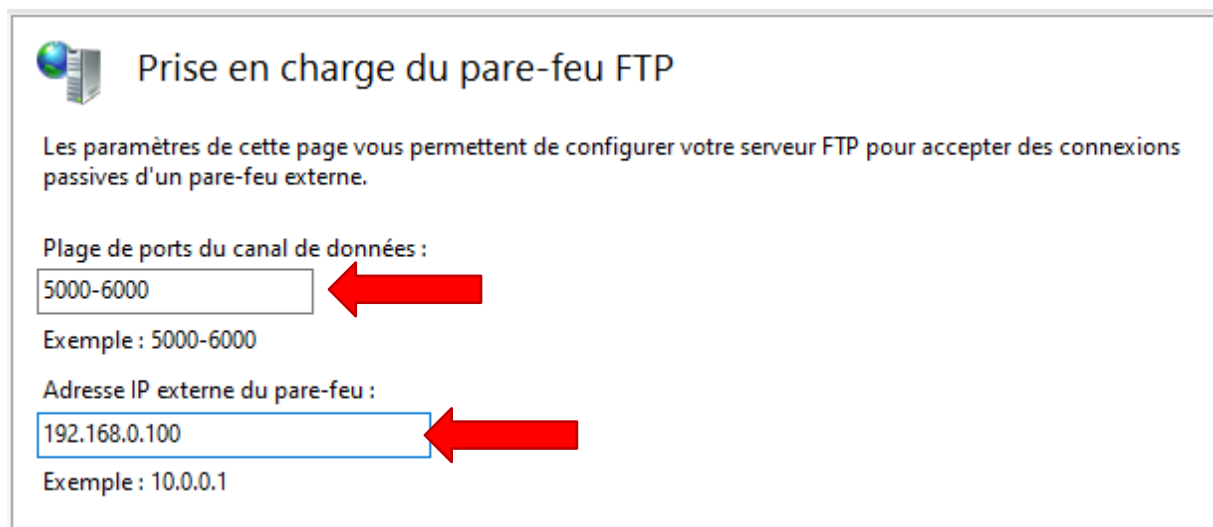 Prise en charge du pare-feu FTP
Les paramètres de cette page vous permettent de configurer votre serveur FTP pour accepter des connexions
passives d'un pare-feu externe.
Plage de ports du canal de données :
5000-6000
Exemple : 5000-6000
Adresse IP externe du pare-feu :
192.168.0.100
Exemple : 10.0.0.1